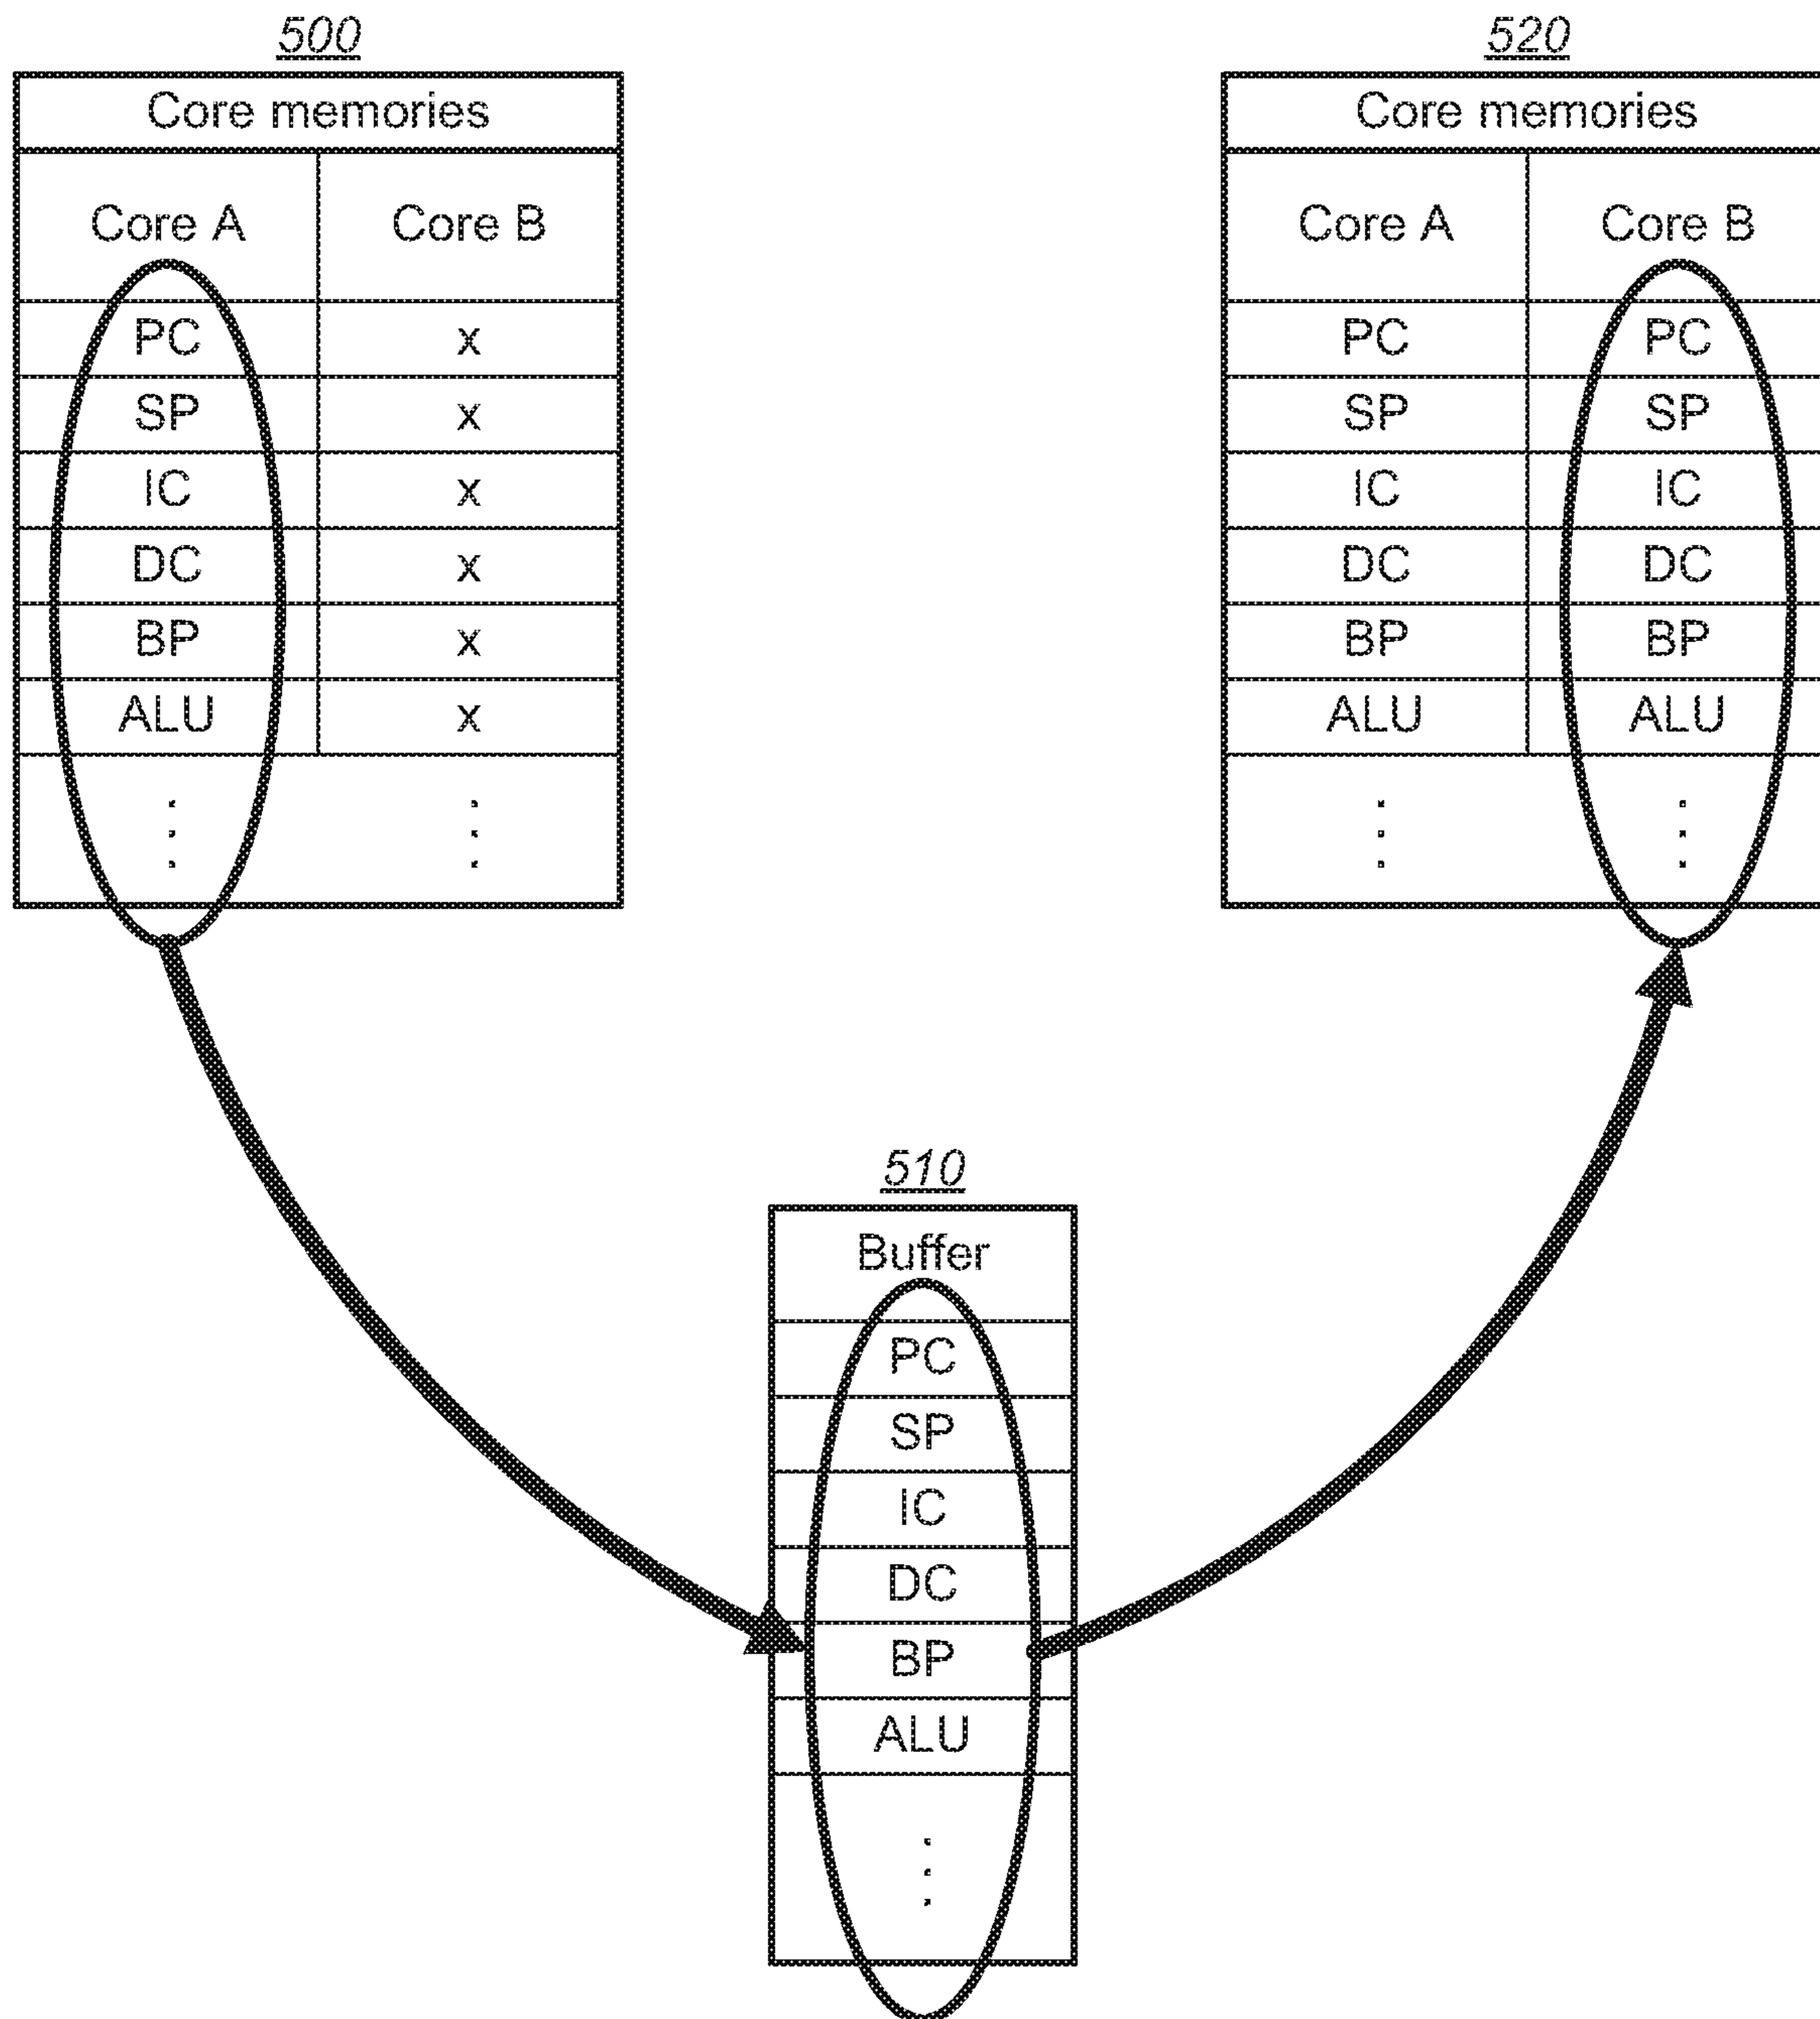 500
Core memories
Core A Core B
PC x
SP x
IC x
DC x
BP x
ALU x
520
Core memories
Core A Core B
PC PC
SP SP
IC IC
DC DC
BP BP
ALU ALU
510
Buffer
PC
SP
IC
DC
BP
ALU